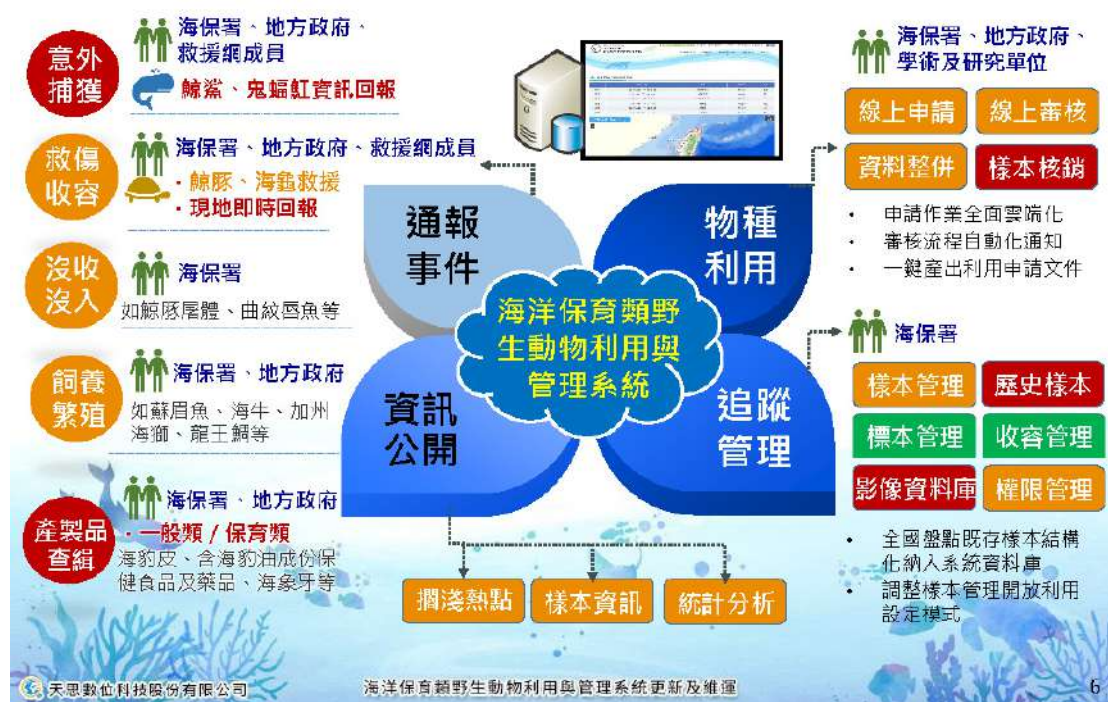 意外
捕獲
海保署、地方政府、
救援網成員
鯨鯊、鬼蝠魟資訊回報
救傷
收容
海保署、地方政府、救援網成員
· 鯨豚、海龜救援
· 現地即時回報
沒收
沒入
海保署
如鯨豚屠體、曲紋唇魚等
飼養
繁殖
海保署、地方政府
如蘇眉魚、海牛、加州
海獅、龍王鯛等
產製品
查緝
海保署、地方政府
· 一般類 / 保育類
海豹皮、含海豹油成份保
健食品及藥品、海象牙等
通報
事件
物種
利用
海洋保育類野
生動物利用與
管理系統
資訊
公開
追蹤
管理
擱淺熱點
樣本資訊
統計分析
海保署、地方政府、
學術及研究單位
線上申請
線上審核
資料整併
樣本核銷
• 申請作業全面雲端化
• 審核流程自動化通知
• 一鍵產出利用申請文件
海保署
樣本管理
歷史樣本
標本管理
收容管理
影像資料庫
權限管理
• 全國盤點既存樣本結構
化納入系統資料庫
• 調整樣本管理開放利用
設定模式
天思數位科技股份有限公司
海洋保育類野生動物利用與管理系統更新及維運
6